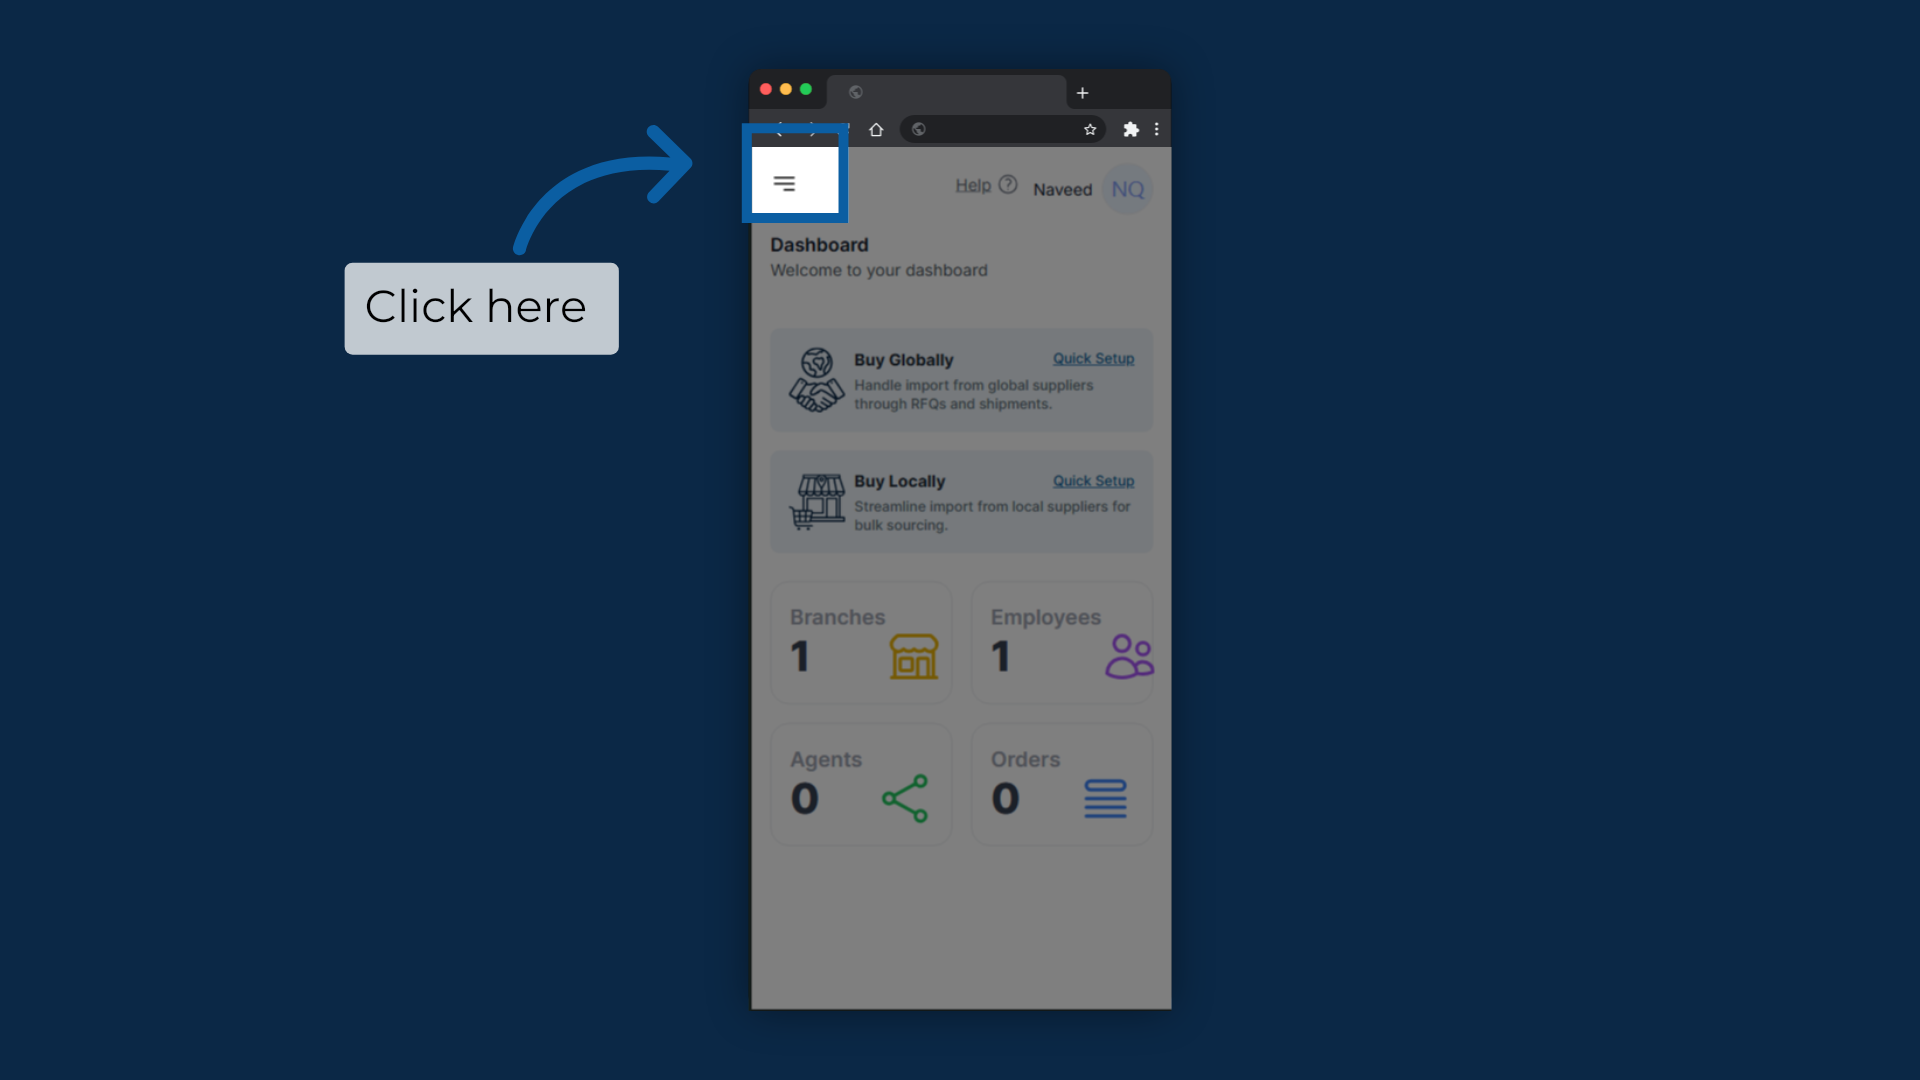 Help
Naveed
NQ
Dashboard
Welcome to your dashboard
Click here
Buy Globally
Quick Setup
Handle import from global suppliers
through RFQs and shipments.
Buy Locally
Quick Setup
Streamline import from local suppliers for
bulk sourcing.
Branches
1
Employees
1
Agents
0
Orders
0